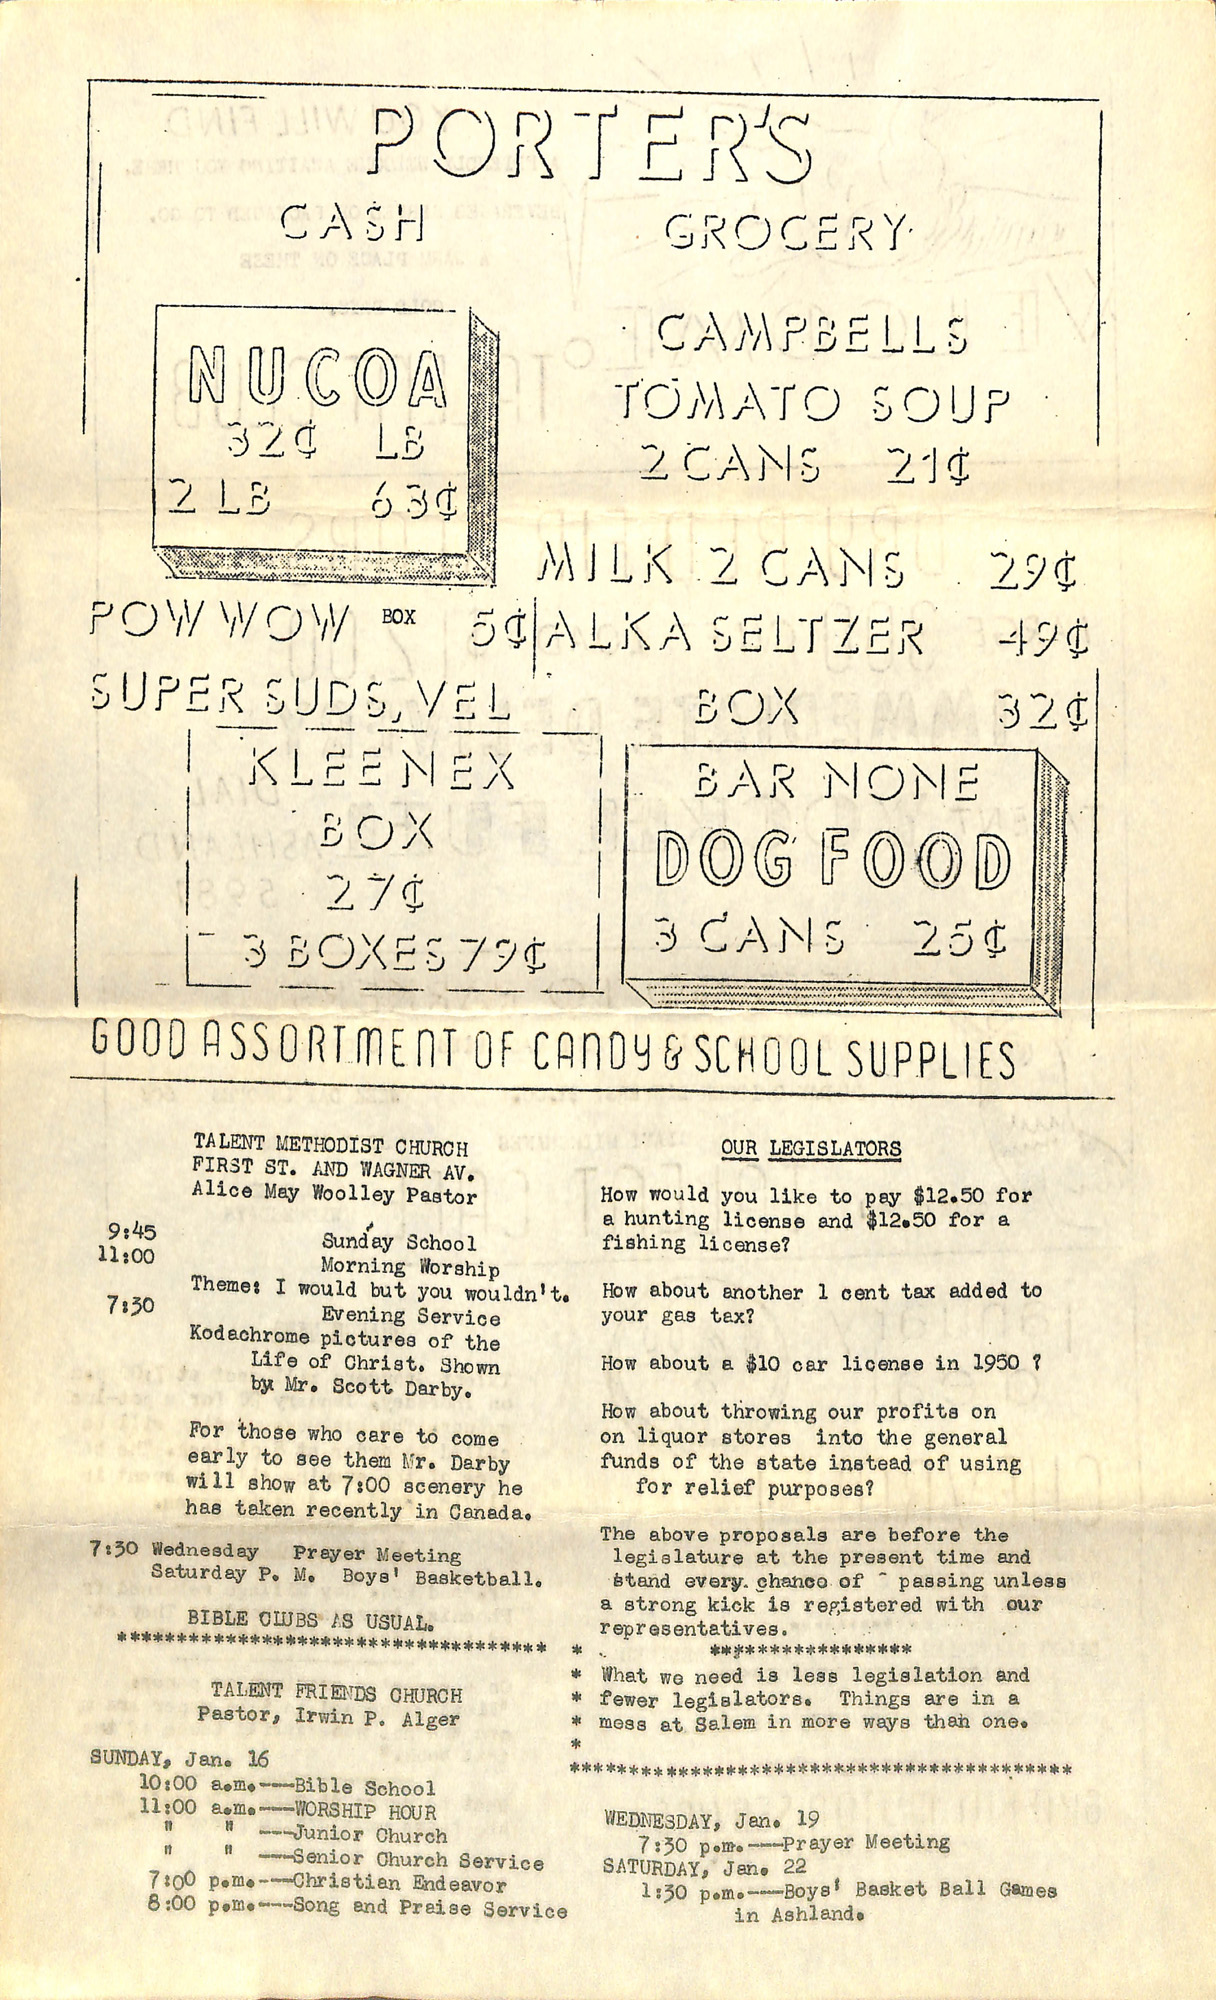 PORTER'S
CASH GROCERY
NUCOA
32¢ LB
2 LB 63¢
CAMPBELLS
TOMATO SOUP
2 CANS 21¢
MILK 2 CANS 29¢
POW WOW BOX 5¢
ALKA SELTZER 49¢
SUPER SUDS, VEL BOX 32¢
KLEENEX
BOX
27¢
3 BOXES 79¢
BAR NONE
DOG FOOD
3 CANS 25¢
GOOD ASSORTMENT OF CANDY & SCHOOL SUPPLIES
TALENT METHODIST CHURCH
FIRST ST. AND WAGNER AV.
Alice May Woolley Pastor
9:45 Sunday School
11:00 Morning Worship
Theme: I would but you wouldn't.
7:30 Evening Service
Kodachrome pictures of the
Life of Christ. Shown
by Mr. Scott Darby.
For those who care to come
early to see them Mr. Darby
will show at 7:00 scenery he
has taken recently in Canada.
7:30 Wednesday Prayer Meeting
Saturday P. M. Boys' Basketball.
BIBLE CLUBS AS USUAL.
************************************
TALENT FRIENDS CHURCH
Pastor, Irwin P. Alger
SUNDAY, Jan. 16
10:00 a.m.---Bible School
11:00 a.m.---WORSHIP HOUR
" " ---Junior Church
" " ---Senior Church Service
7:00 p.m.---Christian Endeavor
8:00 p.m.---Song and Praise Service
OUR LEGISLATORS
How would you like to pay $12.50 for
a hunting license and $12.50 for a
fishing license?
How about another 1 cent tax added to
your gas tax?
How about a $10 car license in 1950 ?
How about throwing our profits on
on liquor stores into the general
funds of the state instead of using
for relief purposes?
The above proposals are before the
legislature at the present time and
stand every. chance of passing unless
a strong kick is registered with our
representatives.
* *****************
* What we need is less legislation and
* fewer legislators. Things are in a
* mess at Salem in more ways than one.
*
******************************************
WEDNESDAY, Jan. 19
7:30 p.m.---Prayer Meeting
SATURDAY, Jan. 22
1:30 p.m.---Boys' Basket Ball Games
in Ashland.